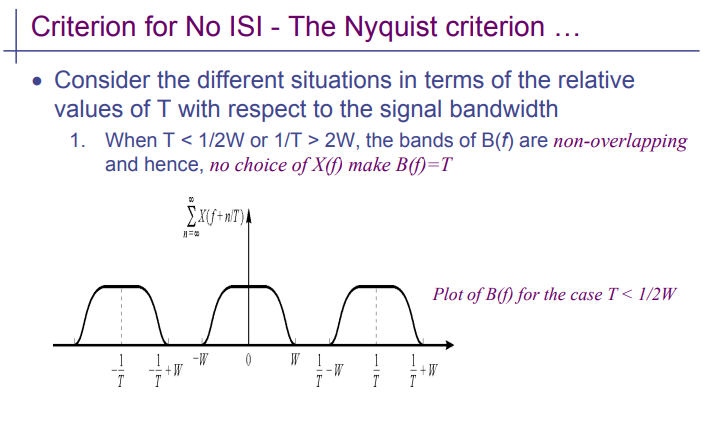 Criterion for No ISI - The Nyquist criterion …
• Consider the different situations in terms of the relative
values of T with respect to the signal bandwidth
1. When T < 1/2W or 1/T > 2W, the bands of B(f) are non-overlapping
and hence, no choice of X(f) make B(f)=T
∞
∑X(f+n/T)
n=∞
Plot of B(f) for the case T < 1/2W
-1/T -1/T+W -W 0 W 1/T-W 1/T 1/T+W